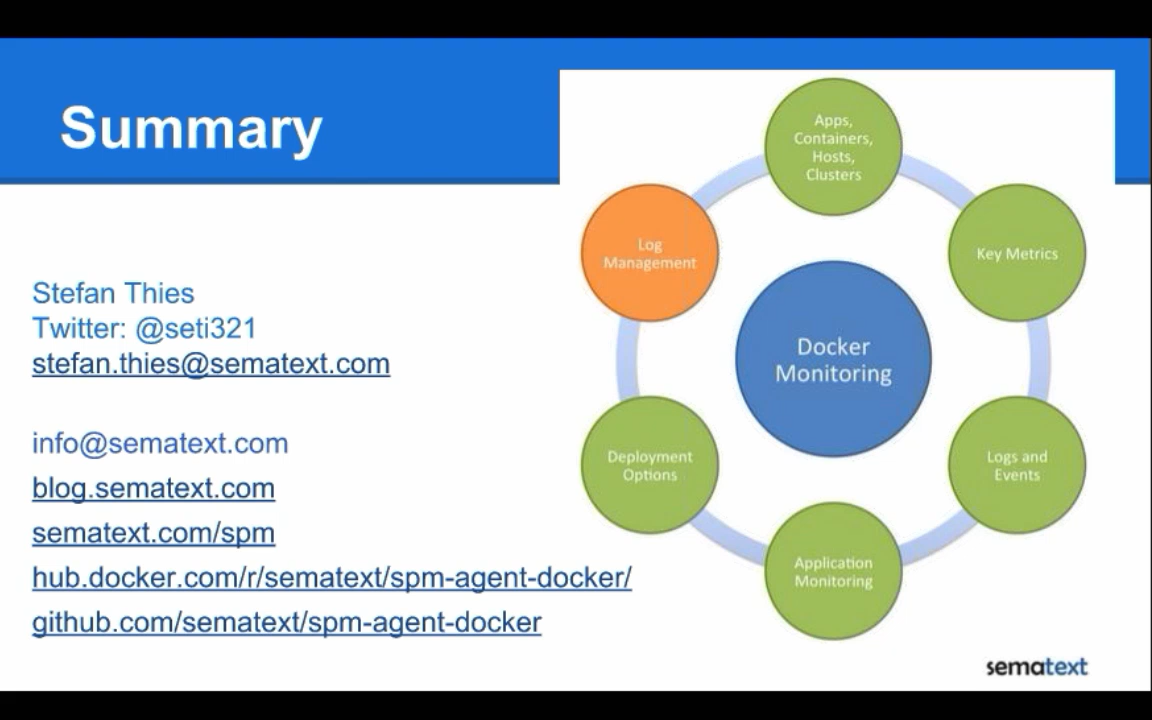 Summary
Stefan Thies
Twitter: @seti321
stefan.thies@sematext.com
info@sematext.com
blog.sematext.com
sematext.com/spm
hub.docker.com/r/sematext/spm-agent-docker/
github.com/sematext/spm-agent-docker
Apps,
Containers,
Hosts,
Clusters
Key Metrics
Logs and
Events
Application
Monitoring
Deployment
Options
Log
Management
Docker
Monitoring
sematext